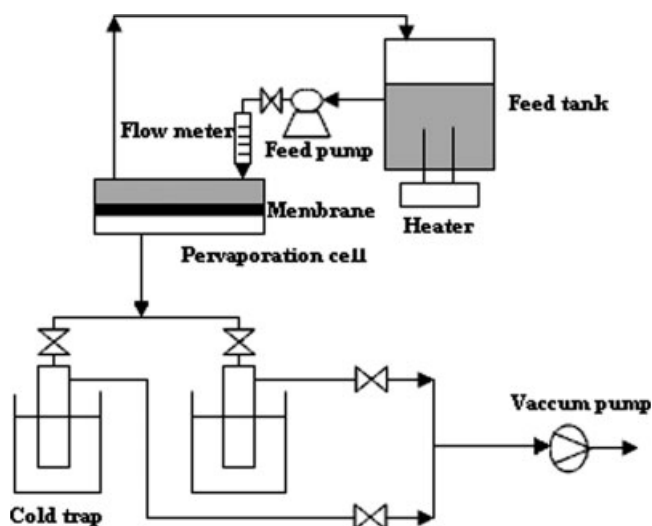 Feed tank
Flow meter
Feed pump
Membrane
Heater
Pervaporation cell
Vaccum pump
Cold trap